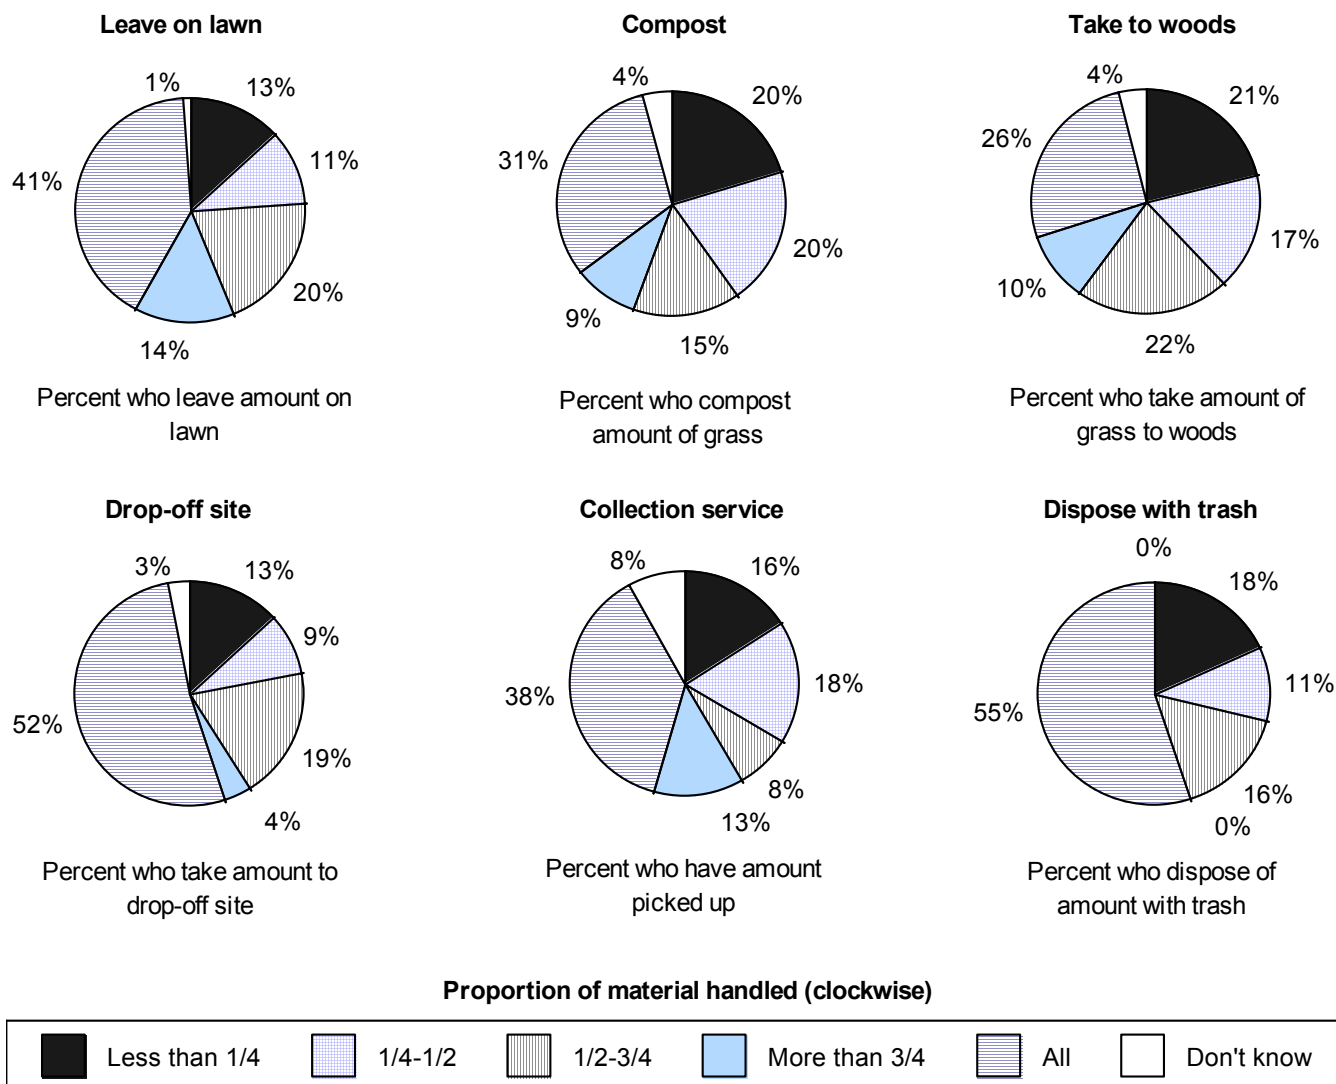 Leave on lawn
1%
13%
11%
41%
20%
14%
Percent who leave amount on
lawn
Compost
4%
20%
31%
20%
9%
15%
Percent who compost
amount of grass
Take to woods
4%
21%
26%
17%
10%
22%
Percent who take amount of
grass to woods
Drop-off site
3%
13%
9%
52%
19%
4%
Percent who take amount to
drop-off site
Collection service
8%
16%
38%
18%
8%
13%
Percent who have amount
picked up
Dispose with trash
0%
18%
11%
55%
16%
0%
Percent who dispose of
amount with trash
Proportion of material handled (clockwise)
Less than 1/4
1/4-1/2
1/2-3/4
More than 3/4
All
Don't know